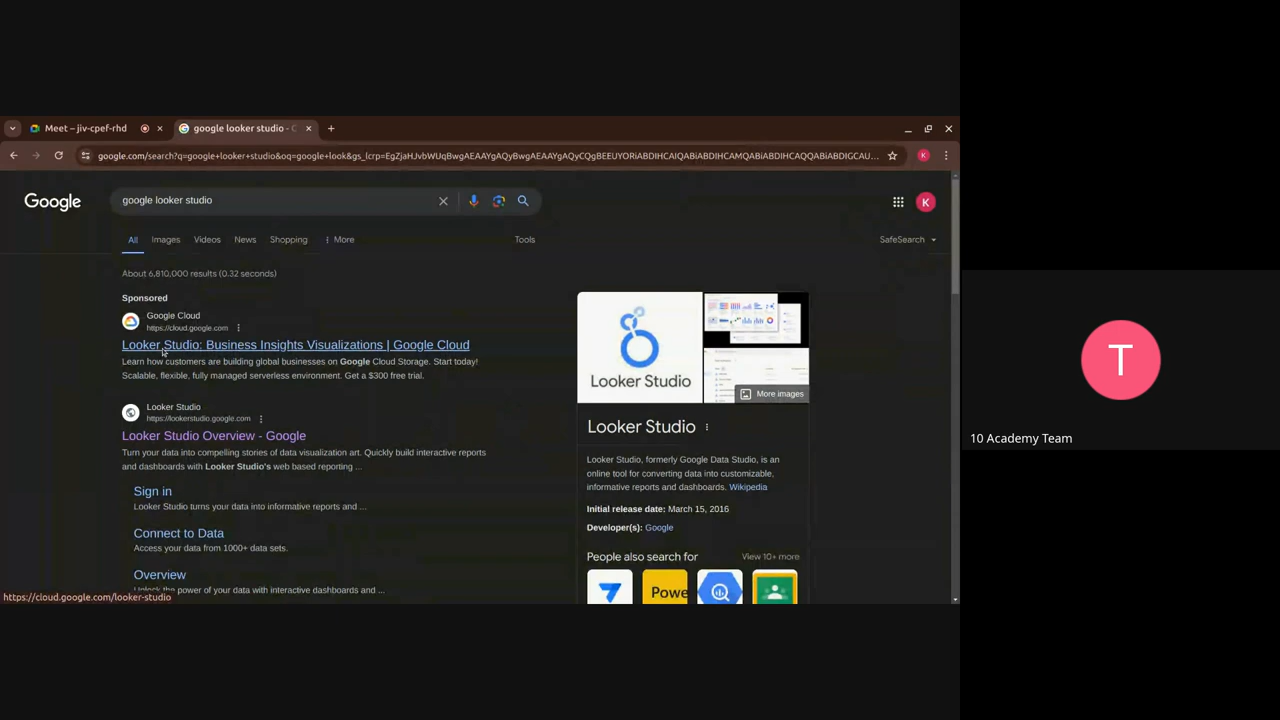 Meet – jiv-cpef-rhd
google looker studio - G
google.com/search?q=google+looker+studio&oq=google+look&gs_lcrp=EgZjaHJvbWUqBwgAEAAYgAQyBwgAEAAYgAQyCQgBEEUYORiABDIHCAIQABiABDIHCAMQABiABDIHCAQQABiABDIGCAU...
Google
google looker studio
K
All
Images
Videos
News
Shopping
More
Tools
SafeSearch
About 6,810,000 results (0.32 seconds)
Sponsored
Google Cloud
https://cloud.google.com
Looker Studio: Business Insights Visualizations | Google Cloud
Learn how customers are building global businesses on Google Cloud Storage. Start today!
Scalable, flexible, fully managed serverless environment. Get a $300 free trial.
Looker Studio
https://lookerstudio.google.com
Looker Studio Overview - Google
Turn your data into compelling stories of data visualization art. Quickly build interactive reports
and dashboards with Looker Studio's web based reporting ...
Sign in
Looker Studio turns your data into informative reports and ...
Connect to Data
Access your data from 1000+ data sets.
Overview
Unlock the power of your data with interactive dashboards and ...
https://cloud.google.com/looker-studio
Looker Studio
More images
Looker Studio
Looker Studio, formerly Google Data Studio, is an
online tool for converting data into customizable,
informative reports and dashboards. Wikipedia
Initial release date: March 15, 2016
Developer(s): Google
People also search for
View 10+ more
Powe
T
10 Academy Team